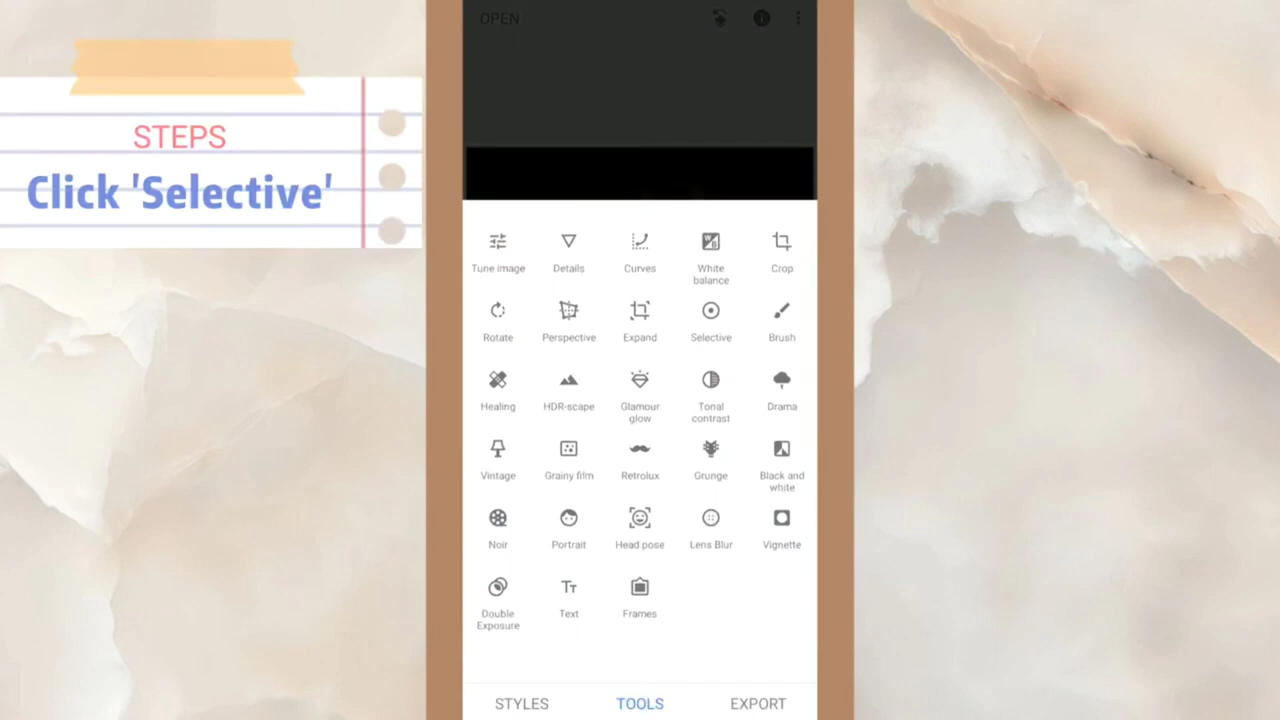 OPEN
STEPS
Click 'Selective'
Tune image
Details
Curves
White
balance
Crop
Rotate
Perspective
Expand
Selective
Brush
Healing
HDR-scape
Glamour
glow
Tonal
contrast
Drama
Vintage
Grainy film
Retrolux
Grunge
Black and
white
Noir
Portrait
Head pose
Lens Blur
Vignette
Double
Exposure
Text
Frames
STYLES
TOOLS
EXPORT